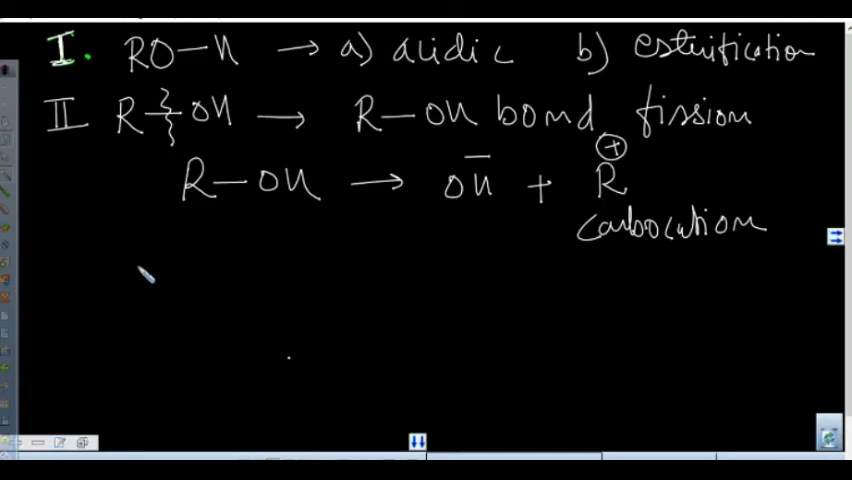 I. RO—H → a) acidic b) esterification
II R—OH → R—OH bond fission
R—OH → OH⁻ + R⊕
carbocation